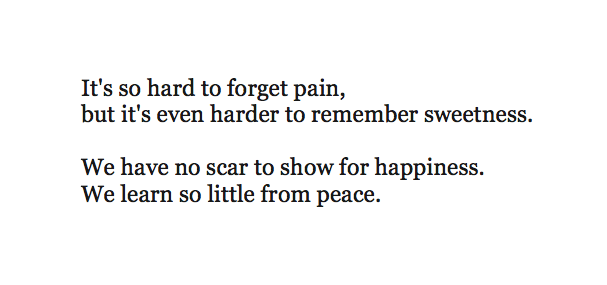 It's so hard to forget pain,
but it's even harder to remember sweetness.
We have no scar to show for happiness.
We learn so little from peace.